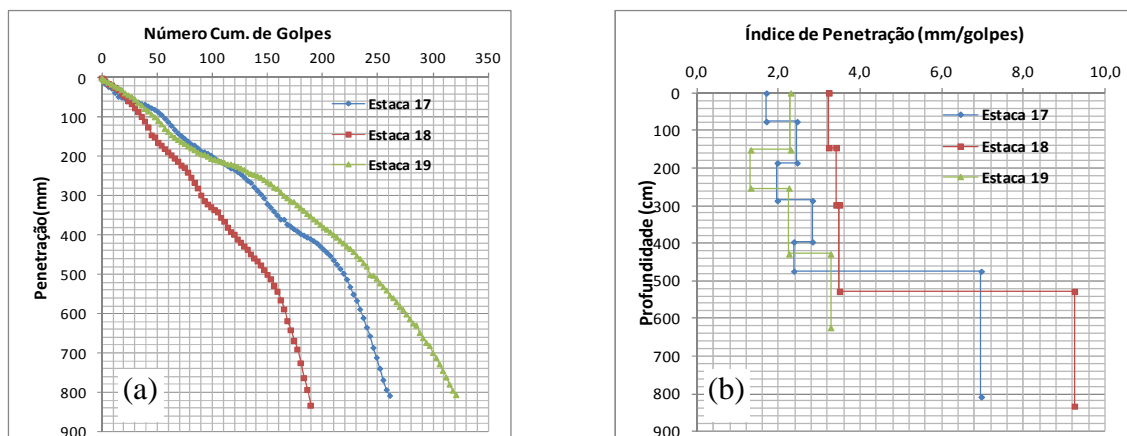 Número Cum. de Golpes
0 50 100 150 200 250 300 350
0
100
200
300
400
500
600
700
800
900
Penetração(mm)
Estaca 17
Estaca 18
Estaca 19
(a)
Índice de Penetração (mm/golpes)
0,0 2,0 4,0 6,0 8,0 10,0
0
100
200
300
400
500
600
700
800
900
Profundidade (cm)
Estaca 17
Estaca 18
Estaca 19
(b)